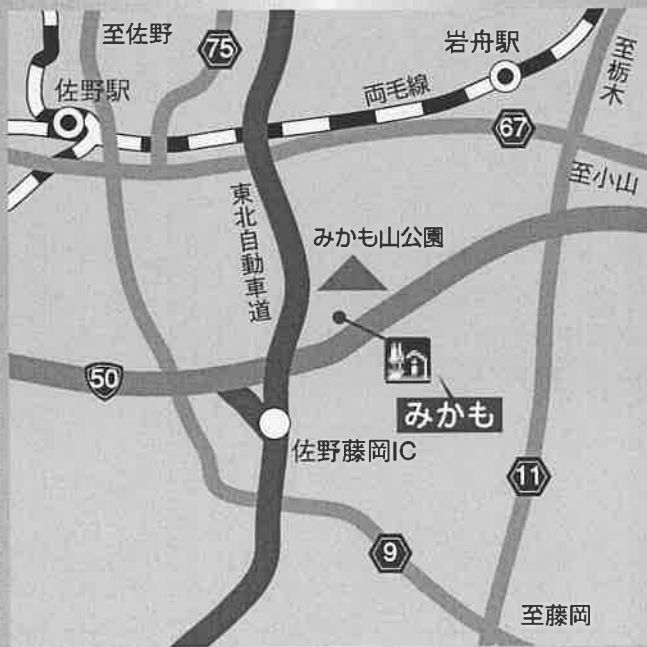 至佐野
75
岩舟駅
至栃木
佐野駅
両毛線
67
至小山
東北自動車道
みかも山公園
50
みかも
佐野藤岡IC
11
9
至藤岡